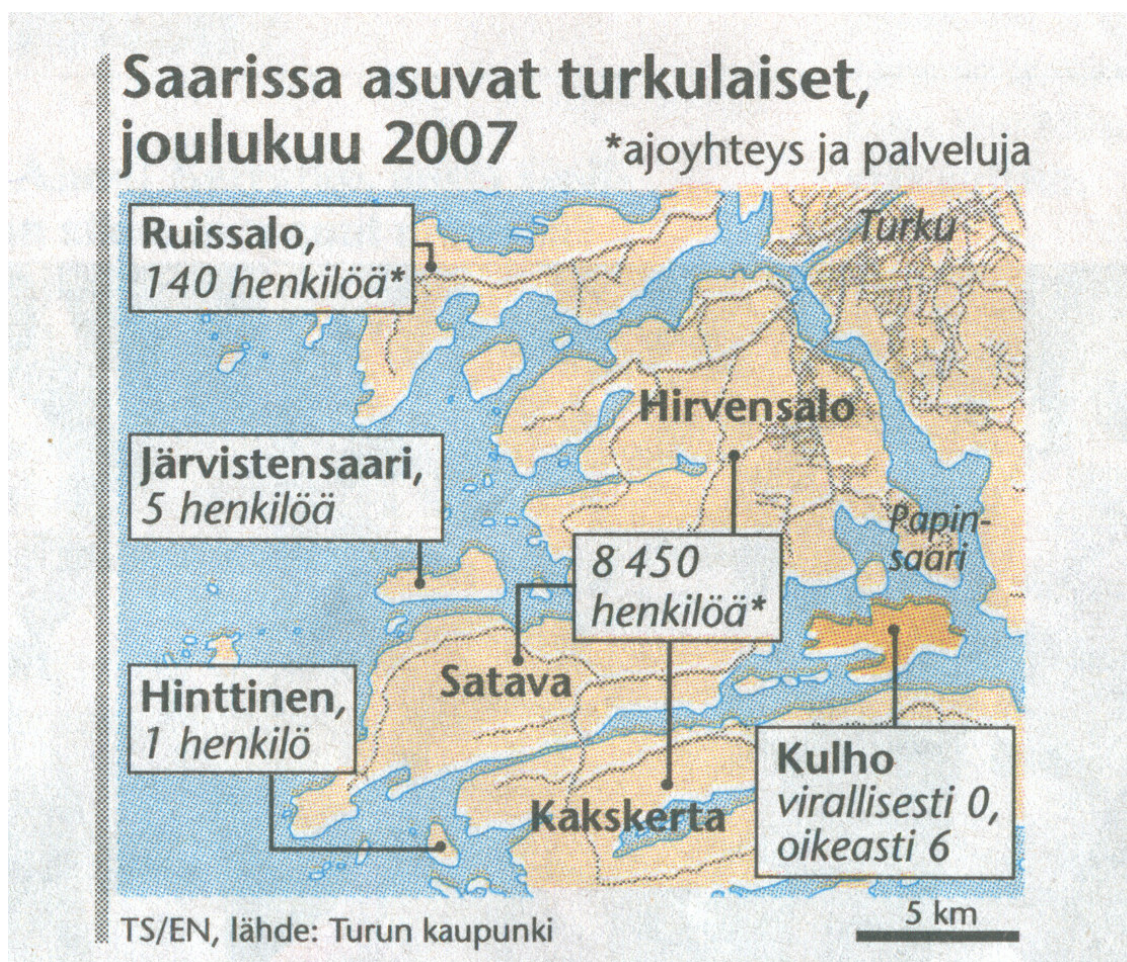 Saarissa asuvat turkulaiset,
joulukuu 2007
*ajoyhteys ja palveluja
Ruissalo,
140 henkilöä*
Turku
Hirvensalo
Järvistensaari,
5 henkilöä
Papin-
saari
8 450
henkilöä*
Satava
Hinttinen,
1 henkilö
Kakskerta
Kulho
virallisesti 0,
oikeasti 6
5 km
TS/EN, lähde: Turun kaupunki